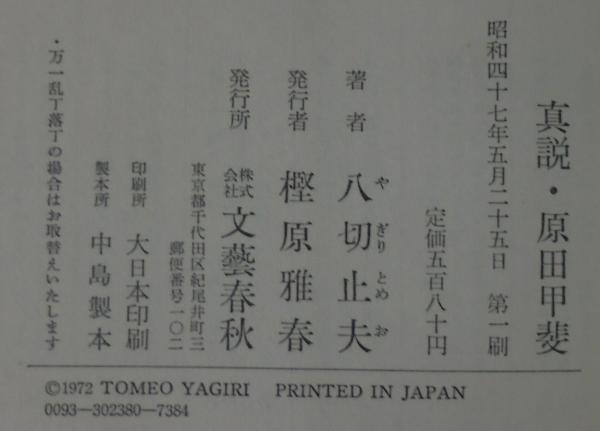 真説・原田甲斐
昭和四十七年五月二十五日 第一刷
定価五百八十円
著者 八切止夫
やぎりとめお
発行者 樫原雅春
発行所 株式会社 文藝春秋
東京都千代田区紀尾井町三
郵便番号一〇二
印刷所 大日本印刷
製本所 中島製本
・万一乱丁落丁の場合はお取替えいたします
©1972 TOMEO YAGIRI PRINTED IN JAPAN
0093-302380-7384